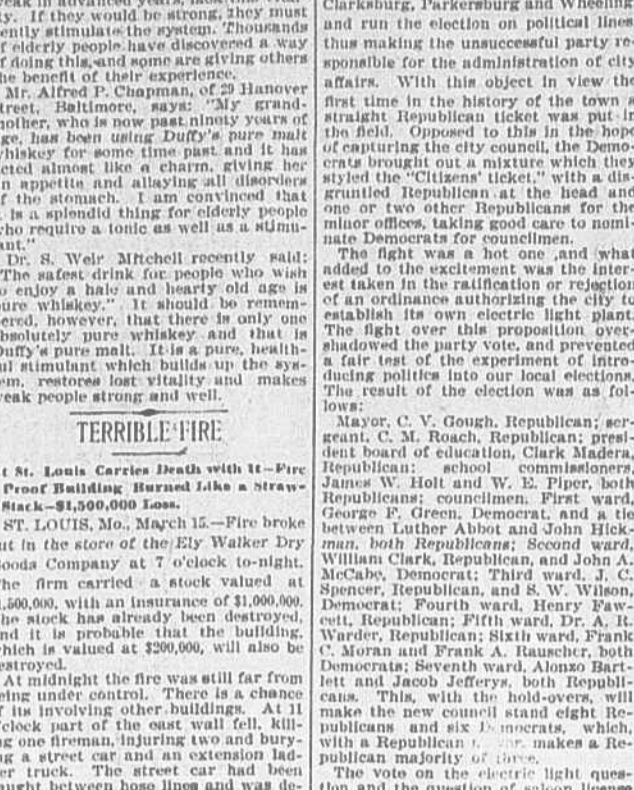 If they would be strong, they must
stimulate the system. Thousands
elderly people have discovered a way
doing this, and some are giving others
the benefit of their experience.
Mr. Alfred P. Chapman, of 29 Hanover
Baltimore, says: "My grand-
who is now past ninety years of
has been using Duffy's pure malt
for some time past and it has
almost like a charm, giving her
an appetite and allaying all disorders
of the stomach. I am convinced that
is a splendid thing for elderly people
who require a tonic as well as a stimu-
Dr. S. Weir Mitchell recently said:
"The safest drink for people who wish
enjoy a hale and hearty old age is
pure whiskey." It should be remem-
bered, however, that there is only one
absolutely pure whiskey and that is
Duffy's pure malt. It is a pure, health-
stimulant which builds up the sys-
restores lost vitality and makes
weak people strong and well.
TERRIBLE FIRE
t St. Louis Carries Death with It—Fire
Proof Building Burned Like a Straw-
Stack—$1,500,000 Loss.
ST. LOUIS, Mo., March 15.—Fire broke
ut in the store of the Ely Walker Dry
oods Company at 7 o'clock to-night.
he firm carried a stock valued at
1,500,000, with an insurance of $1,000,000.
he stock has already been destroyed,
nd it is probable that the building,
hich is valued at $200,000, will also be
estroyed.
At midnight the fire was still far from
eing under control. There is a chance
f its involving other buildings. At 11
'clock part of the east wall fell, kill-
g one fireman, injuring two and bury-
g a street car and an extension lad-
er truck. The street car had been
aught between hose lines and was de-
Clarksburg, Parkersburg and Wheeling
and run the election on political lines
thus making the unsuccessful party re-
sponsible for the administration of city
affairs. With this object in view the
first time in the history of the town a
straight Republican ticket was put in
the field. Opposed to this in the hope
of capturing the city council, the Demo-
crats brought out a mixture which they
styled the "Citizens' ticket," with a dis-
gruntled Republican at the head and
one or two other Republicans for the
minor offices, taking good care to nomi-
nate Democrats for councilmen.
The fight was a hot one and what
added to the excitement was the inter-
est taken in the ratification or rejection
of an ordinance authorizing the city to
establish its own electric light plant.
The fight over this proposition over-
shadowed the party vote, and prevented
a fair test of the experiment of intro-
ducing politics into our local elections.
The result of the election was as fol-
lows:
Mayor, C. V. Gough, Republican; ser-
geant, C. M. Roach, Republican; presi-
dent board of education, Clark Madera,
Republican; school commissioners,
James W. Holt and W. E. Piper, both
Republicans; councilmen, First ward,
George F. Green, Democrat, and a tie
between Luther Abbot and John Hick-
man, both Republicans; Second ward,
William Clark, Republican, and John A.
McCabe, Democrat; Third ward, J. C.
Spencer, Republican, and S. W. Wilson,
Democrat; Fourth ward, Henry Faw-
cett, Republican; Fifth ward, Dr. A. R.
Warder, Republican; Sixth ward, Frank
C. Moran and Frank A. Rauscher, both
Democrats; Seventh ward, Alonzo Bart-
lett and Jacob Jefferys, both Republi-
cans. This, with the hold-overs, will
make the new council stand eight Re-
publicans and six Democrats, which,
with a Republican makes a Re-
publican majority of three.
The vote on the electric light ques-
tion and the question of saloon license